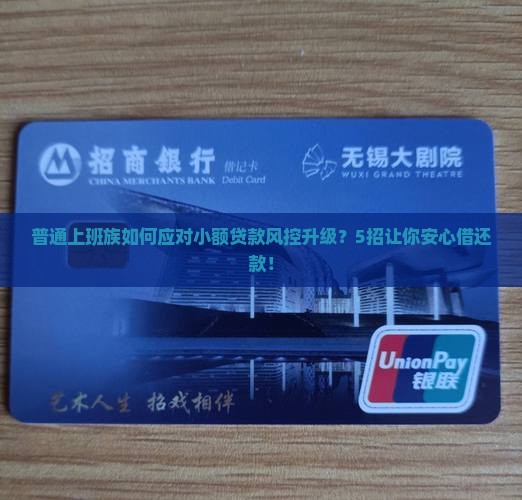 招商銀行 借记卡 无锡大剧院
CHINA MERCHANTS BANK Debit Card WUXI GRAND THEATRE
普通上班族如何应对小额贷款风控升级？5招让你安心借还
款！
UnionPay
银联
艺术人生 招戏相伴